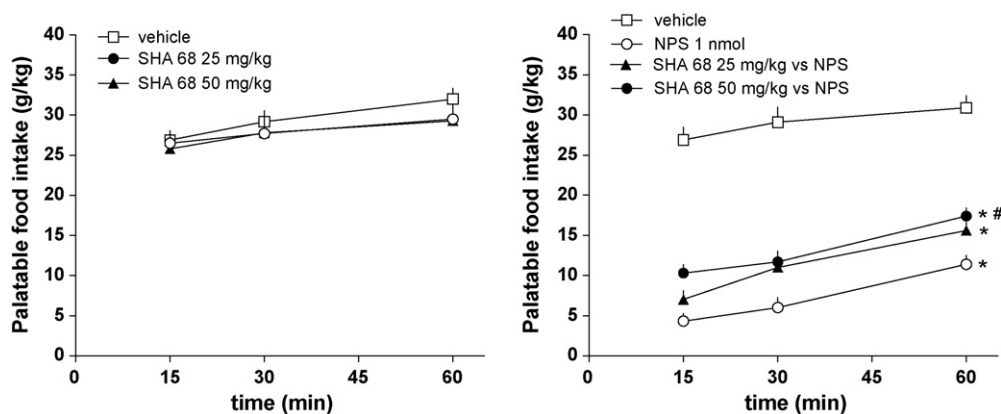 40
35
30
25
20
15
10
5
0
Palatable food intake (g/kg)
vehicle
SHA 68 25 mg/kg
SHA 68 50 mg/kg
0 15 30 45 60
time (min)
40
35
30
25
20
15
10
5
0
Palatable food intake (g/kg)
vehicle
NPS 1 nmol
SHA 68 25 mg/kg vs NPS
SHA 68 50 mg/kg vs NPS
* #
*
*
0 15 30 45 60
time (min)